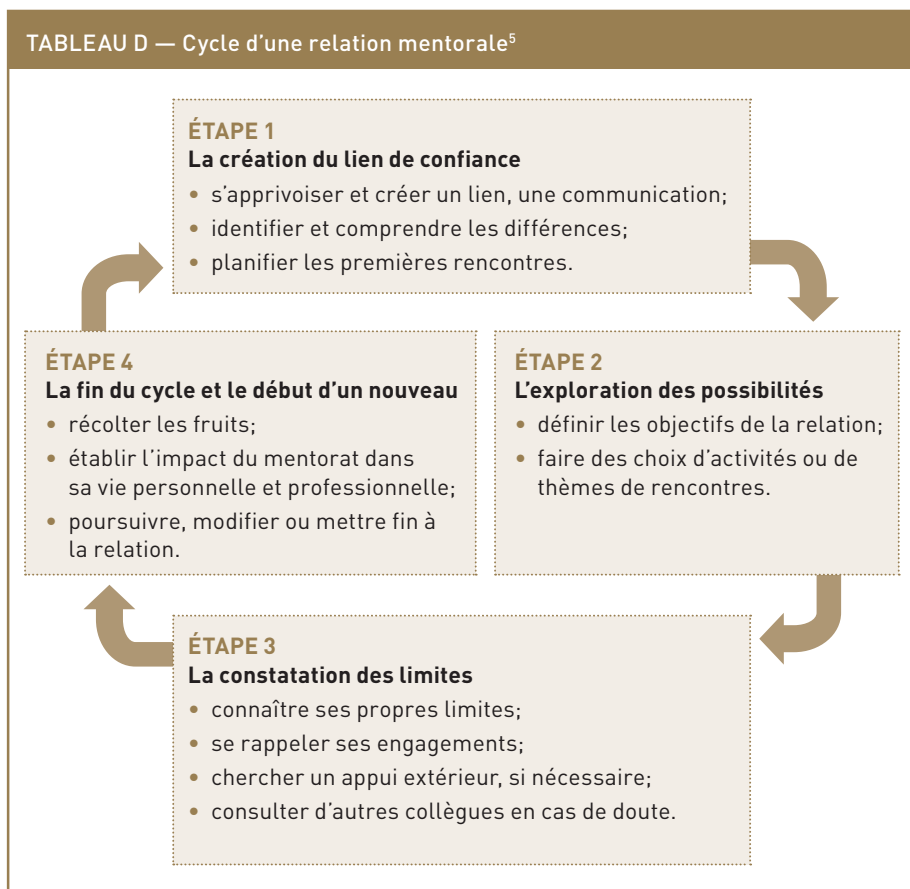 TABLEAU D — Cycle d'une relation mentorale⁵
ÉTAPE 1
La création du lien de confiance
• s'apprivoiser et créer un lien, une communication;
• identifier et comprendre les différences;
• planifier les premières rencontres.
ÉTAPE 2
L'exploration des possibilités
• définir les objectifs de la relation;
• faire des choix d'activités ou de
thèmes de rencontres.
ÉTAPE 3
La constatation des limites
• connaître ses propres limites;
• se rappeler ses engagements;
• chercher un appui extérieur, si nécessaire;
• consulter d'autres collègues en cas de doute.
ÉTAPE 4
La fin du cycle et le début d'un nouveau
• récolter les fruits;
• établir l'impact du mentorat dans
sa vie personnelle et professionnelle;
• poursuivre, modifier ou mettre fin à
la relation.